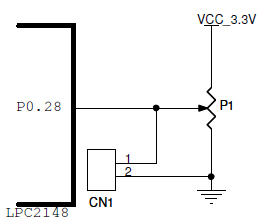 VCC_3.3V
P0.28
P1
1
2
CN1
LPC2148